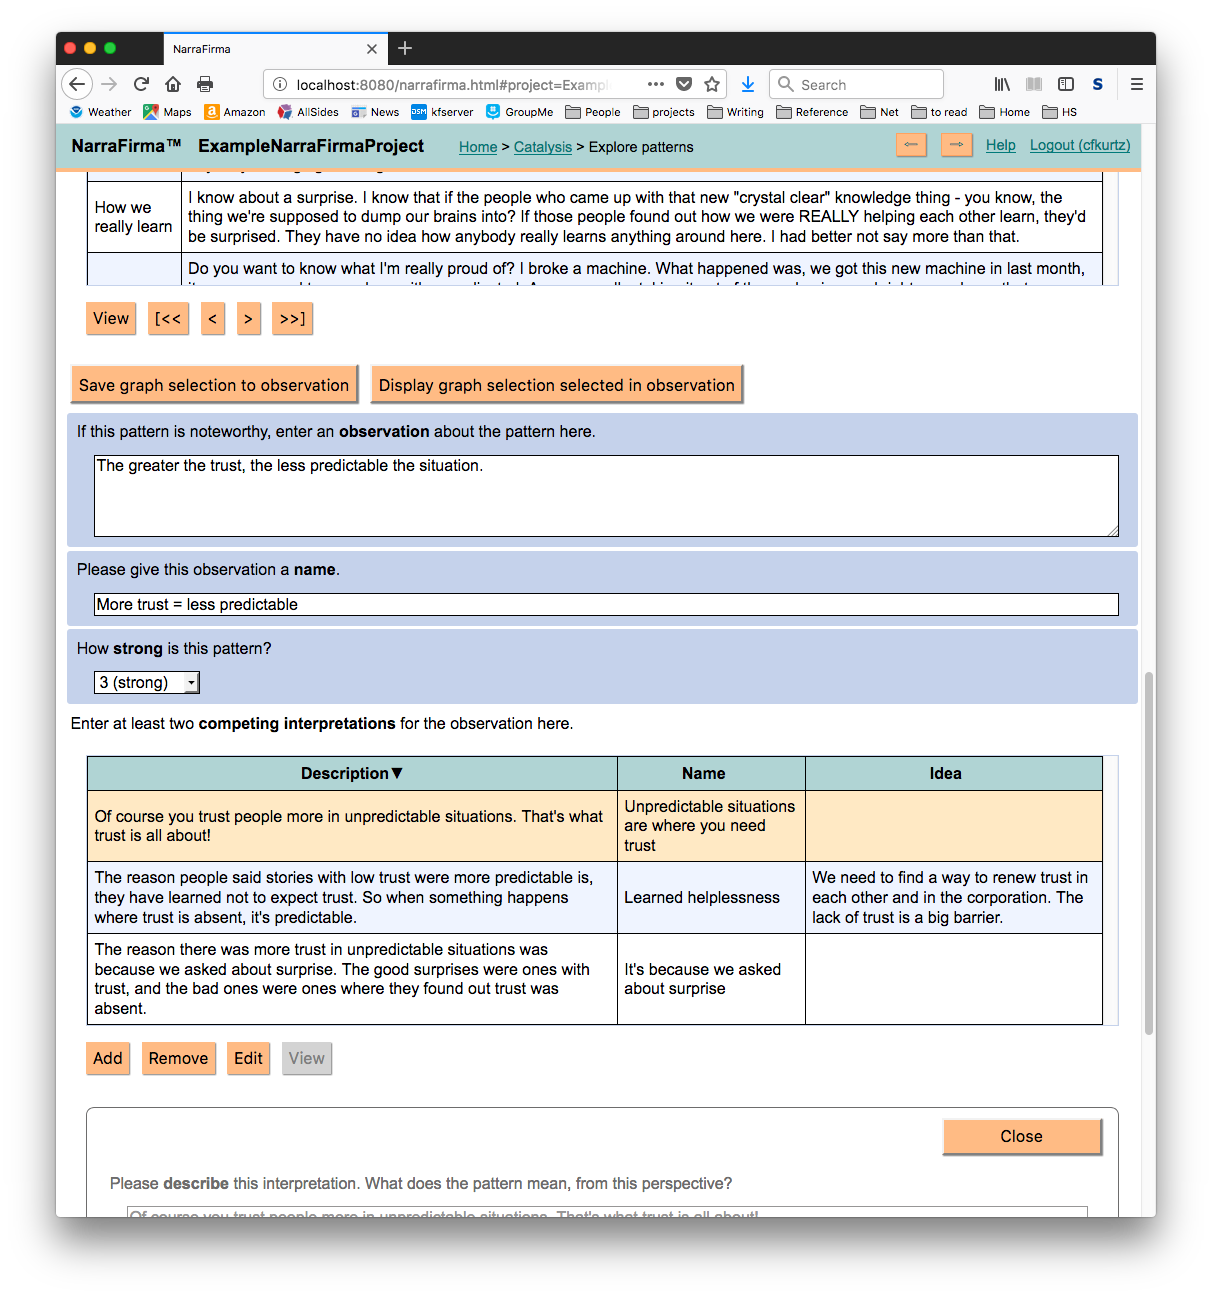 NarraFirma
localhost:8080/narrafirma.html#project=Exampl
Search
Weather Maps Amazon AllSides News kfserver GroupMe People projects Writing Reference Net to read Home HS
NarraFirma™ ExampleNarraFirmaProject Home > Catalysis > Explore patterns Help Logout (cfkurtz)
How we
really learn
I know about a surprise. I know that if the people who came up with that new "crystal clear" knowledge thing - you know, the
thing we're supposed to dump our brains into? If those people found out how we were REALLY helping each other learn, they'd
be surprised. They have no idea how anybody really learns anything around here. I had better not say more than that.
Do you want to know what I'm really proud of? I broke a machine. What happened was, we got this new machine in last month,
View [<< < > >>]
Save graph selection to observation Display graph selection selected in observation
If this pattern is noteworthy, enter an observation about the pattern here.
The greater the trust, the less predictable the situation.
Please give this observation a name.
More trust = less predictable
How strong is this pattern?
3 (strong)
Enter at least two competing interpretations for the observation here.
Description▼ Name Idea
Of course you trust people more in unpredictable situations. That's what
trust is all about!
Unpredictable situations
are where you need
trust
The reason people said stories with low trust were more predictable is,
they have learned not to expect trust. So when something happens
where trust is absent, it's predictable.
Learned helplessness
We need to find a way to renew trust in
each other and in the corporation. The
lack of trust is a big barrier.
The reason there was more trust in unpredictable situations was
because we asked about surprise. The good surprises were ones with
trust, and the bad ones were ones where they found out trust was
absent.
It's because we asked
about surprise
Add Remove Edit View
Close
Please describe this interpretation. What does the pattern mean, from this perspective?
Of course you trust people more in unpredictable situations. That's what trust is all about!